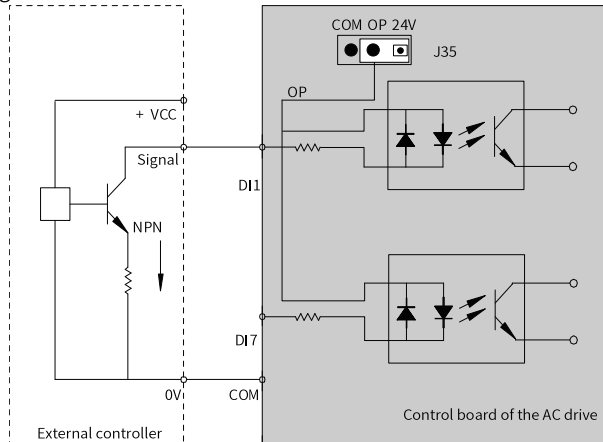 COM OP 24V
J35
OP
+ VCC
Signal
DI1
NPN
DI7
0V
COM
External controller
Control board of the AC drive